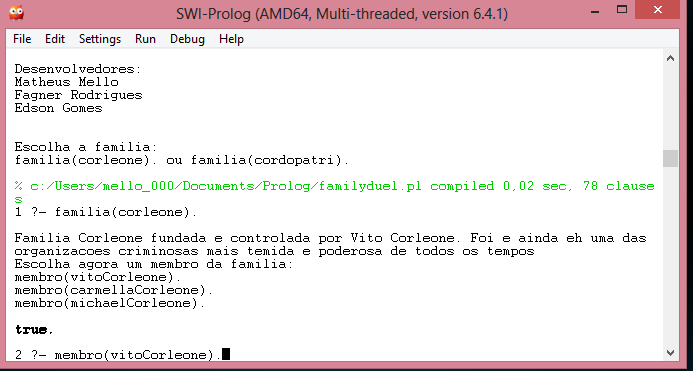 SWI-Prolog (AMD64, Multi-threaded, version 6.4.1)
File Edit Settings Run Debug Help
Desenvolvedores:
Matheus Mello
Fagner Rodrigues
Edson Gomes
Escolha a familia:
familia(corleone). ou familia(cordopatri).
% c:/Users/mello_000/Documents/Prolog/familyduel.pl compiled 0,02 sec, 78 clause
s
1 ?- familia(corleone).
Familia Corleone fundada e controlada por Vito Corleone. Foi e ainda eh uma das
organizacoes criminosas mais temida e poderosa de todos os tempos
Escolha agora um membro da familia:
membro(vitoCorleone).
membro(carmellaCorleone).
membro(michaelCorleone).
true.
2 ?- membro(vitoCorleone).